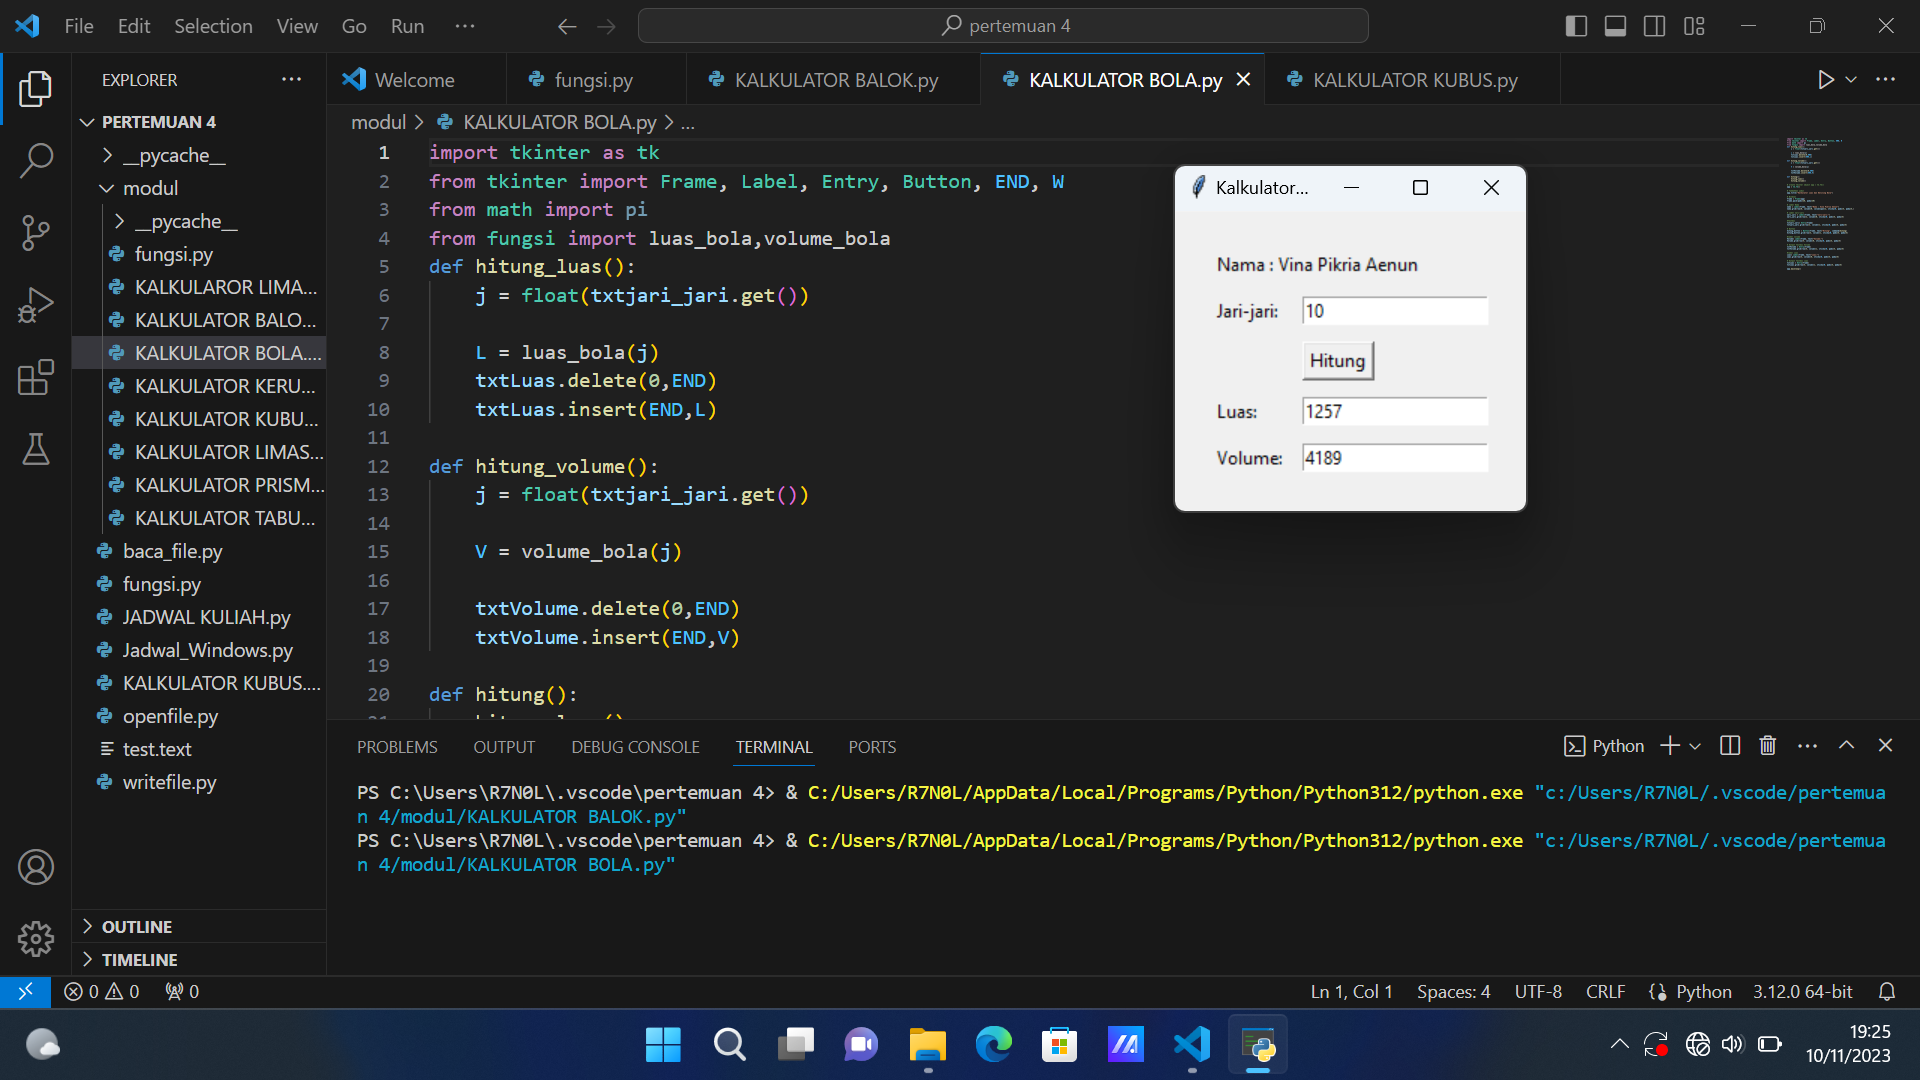 File Edit Selection View Go Run ··· pertemuan 4
EXPLORER ···
Welcome fungsi.py KALKULATOR BALOK.py KALKULATOR BOLA.py KALKULATOR KUBUS.py
modul > KALKULATOR BOLA.py > ...
PERTEMUAN 4
__pycache__
modul
__pycache__
fungsi.py
KALKULAROR LIMA...
KALKULATOR BALO...
KALKULATOR BOLA....
KALKULATOR KERU...
KALKULATOR KUBU...
KALKULATOR LIMAS...
KALKULATOR PRISM...
KALKULATOR TABU...
baca_file.py
fungsi.py
JADWAL KULIAH.py
Jadwal_Windows.py
KALKULATOR KUBUS....
openfile.py
test.text
writefile.py
OUTLINE
TIMELINE
1 import tkinter as tk
2 from tkinter import Frame, Label, Entry, Button, END, W
3 from math import pi
4 from fungsi import luas_bola,volume_bola
5 def hitung_luas():
6 j = float(txtjari_jari.get())
7
8 L = luas_bola(j)
9 txtLuas.delete(0,END)
10 txtLuas.insert(END,L)
11
12 def hitung_volume():
13 j = float(txtjari_jari.get())
14
15 V = volume_bola(j)
16
17 txtVolume.delete(0,END)
18 txtVolume.insert(END,V)
19
20 def hitung():
Kalkulator...
Nama : Vina Pikria Aenun
Jari-jari: 10
Hitung
Luas: 1257
Volume: 4189
PROBLEMS OUTPUT DEBUG CONSOLE TERMINAL PORTS Python
PS C:\Users\R7N0L\.vscode\pertemuan 4> & C:/Users/R7N0L/AppData/Local/Programs/Python/Python312/python.exe "c:/Users/R7N0L/.vscode/pertemua
n 4/modul/KALKULATOR BALOK.py"
PS C:\Users\R7N0L\.vscode\pertemuan 4> & C:/Users/R7N0L/AppData/Local/Programs/Python/Python312/python.exe "c:/Users/R7N0L/.vscode/pertemua
n 4/modul/KALKULATOR BOLA.py"
0 0 0 Ln 1, Col 1 Spaces: 4 UTF-8 CRLF Python 3.12.0 64-bit
19:25
10/11/2023